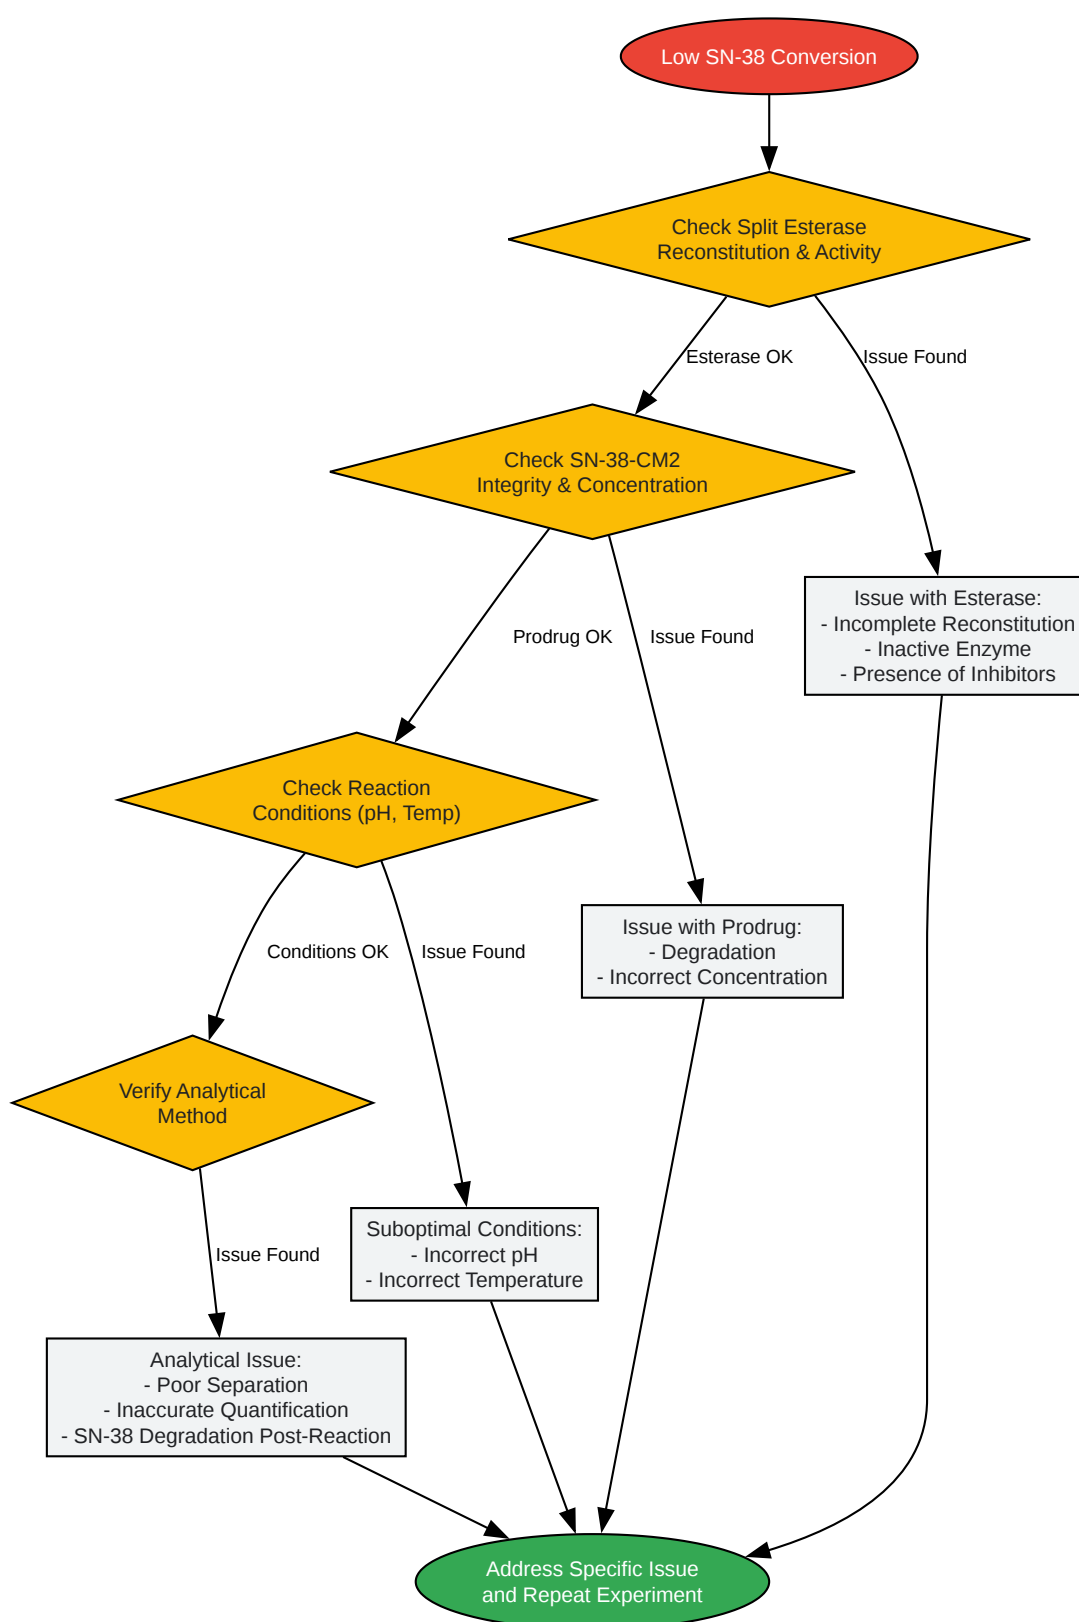 Low SN-38 Conversion
Check Split Esterase
Reconstitution & Activity
Esterase OK
Issue Found
Check SN-38-CM2
Integrity & Concentration
Issue with Esterase:
- Incomplete Reconstitution
- Inactive Enzyme
- Presence of Inhibitors
Prodrug OK
Issue Found
Check Reaction
Conditions (pH, Temp)
Issue with Prodrug:
- Degradation
- Incorrect Concentration
Conditions OK
Issue Found
Verify Analytical
Method
Suboptimal Conditions:
- Incorrect pH
- Incorrect Temperature
Issue Found
Analytical Issue:
- Poor Separation
- Inaccurate Quantification
- SN-38 Degradation Post-Reaction
Address Specific Issue
and Repeat Experiment